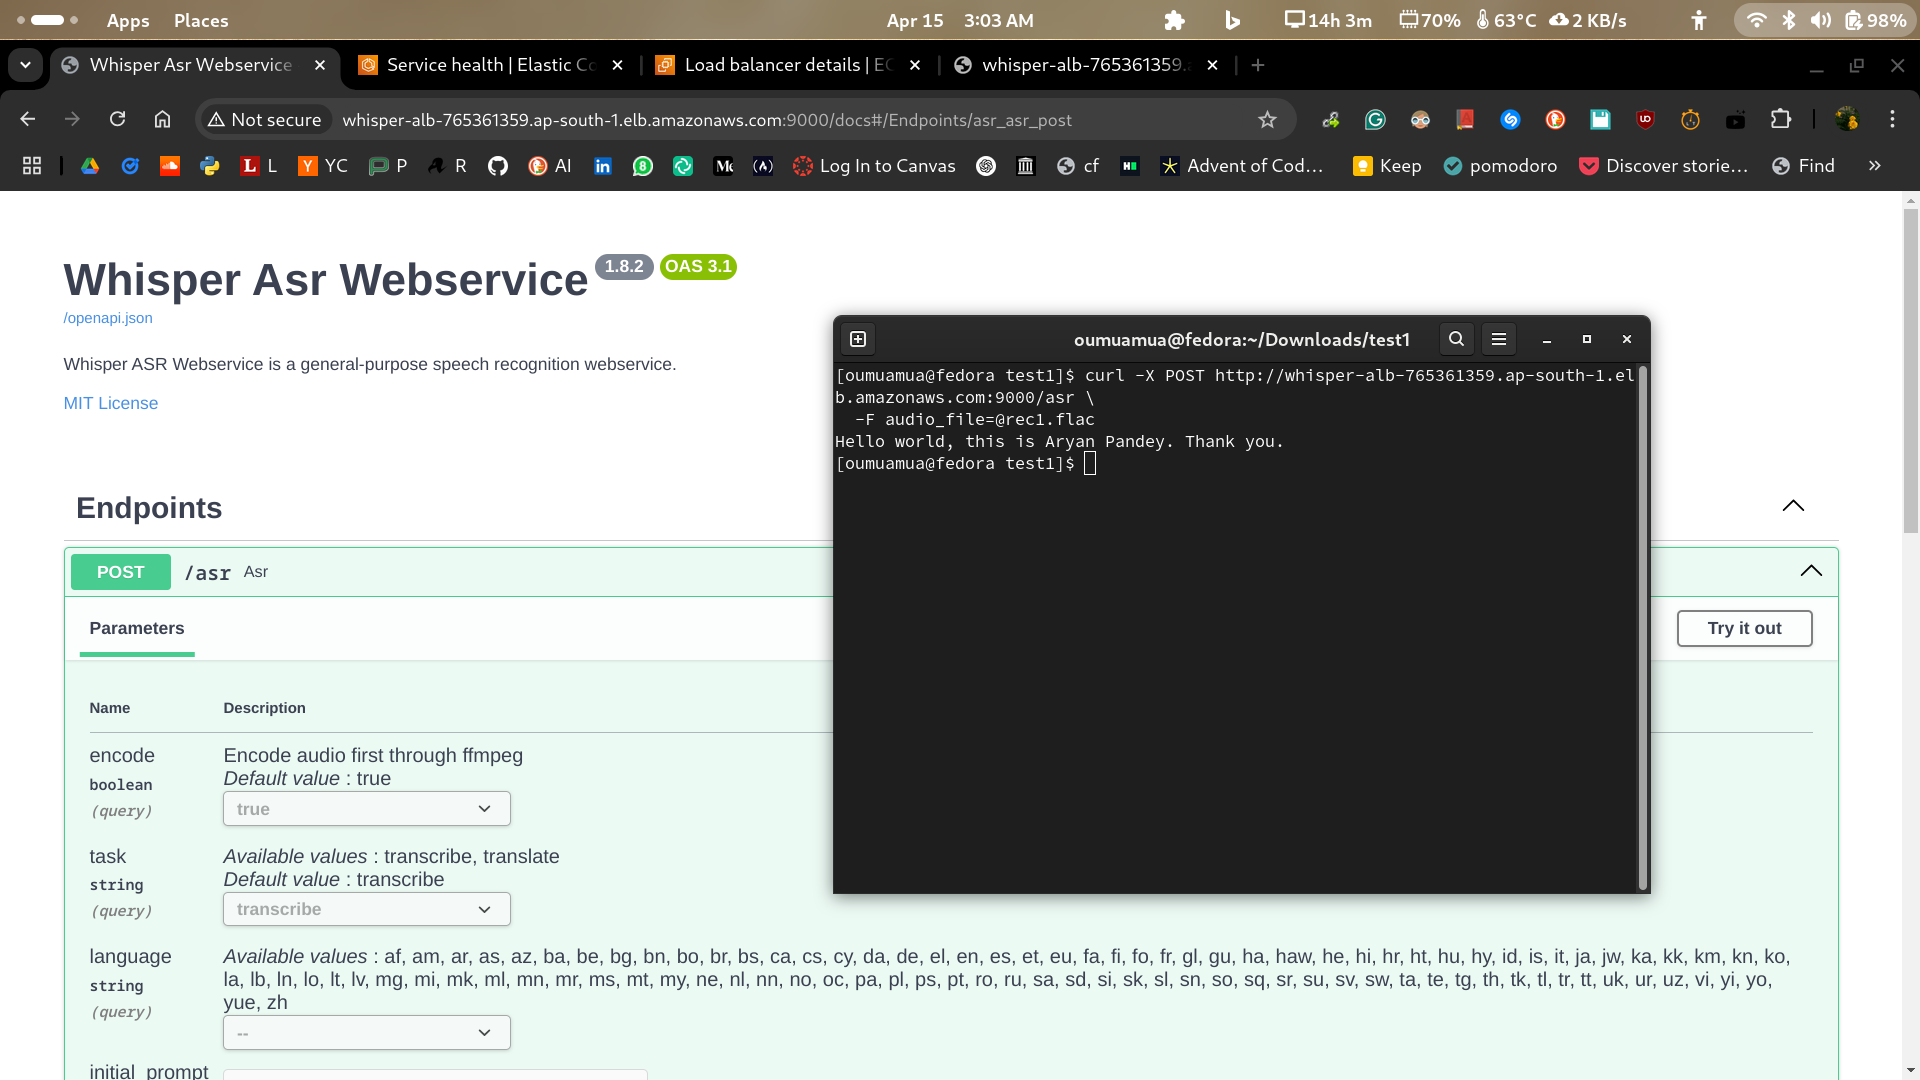 Apps Places Apr 15 3:03 AM 14h 3m 70% 63°C 2 KB/s 98%
Whisper Asr Webservice Service health | Elastic Co Load balancer details | EC whisper-alb-765361359.
Not secure whisper-alb-765361359.ap-south-1.elb.amazonaws.com:9000/docs#/Endpoints/asr_asr_post
L L Y YC P R AI in 8 Log In to Canvas cf Advent of Cod... Keep pomodoro Discover storie... Find »
Whisper Asr Webservice 1.8.2 OAS 3.1
/openapi.json
Whisper ASR Webservice is a general-purpose speech recognition webservice.
MIT License
Endpoints
POST /asr Asr
Parameters
Try it out
Name Description
encode Encode audio first through ffmpeg
boolean Default value : true
(query) true
task Available values : transcribe, translate
string Default value : transcribe
(query) transcribe
language Available values : af, am, ar, as, az, ba, be, bg, bn, bo, br, bs, ca, cs, cy, da, de, el, en, es, et, eu, fa, fi, fo, fr, gl, gu, ha, haw, he, hi, hr, ht, hu, hy, id, is, it, ja, jw, ka, kk, km, kn, ko,
string la, lb, ln, lo, lt, lv, mg, mi, mk, ml, mn, mr, ms, mt, my, ne, nl, nn, no, oc, pa, pl, ps, pt, ro, ru, sa, sd, si, sk, sl, sn, so, sq, sr, su, sv, sw, ta, te, tg, th, tk, tl, tr, tt, uk, ur, uz, vi, yi, yo,
(query) yue, zh
--
initial_prompt
oumuamua@fedora:~/Downloads/test1
[oumuamua@fedora test1]$ curl -X POST http://whisper-alb-765361359.ap-south-1.el
b.amazonaws.com:9000/asr \
-F audio_file=@rec1.flac
Hello world, this is Aryan Pandey. Thank you.
[oumuamua@fedora test1]$